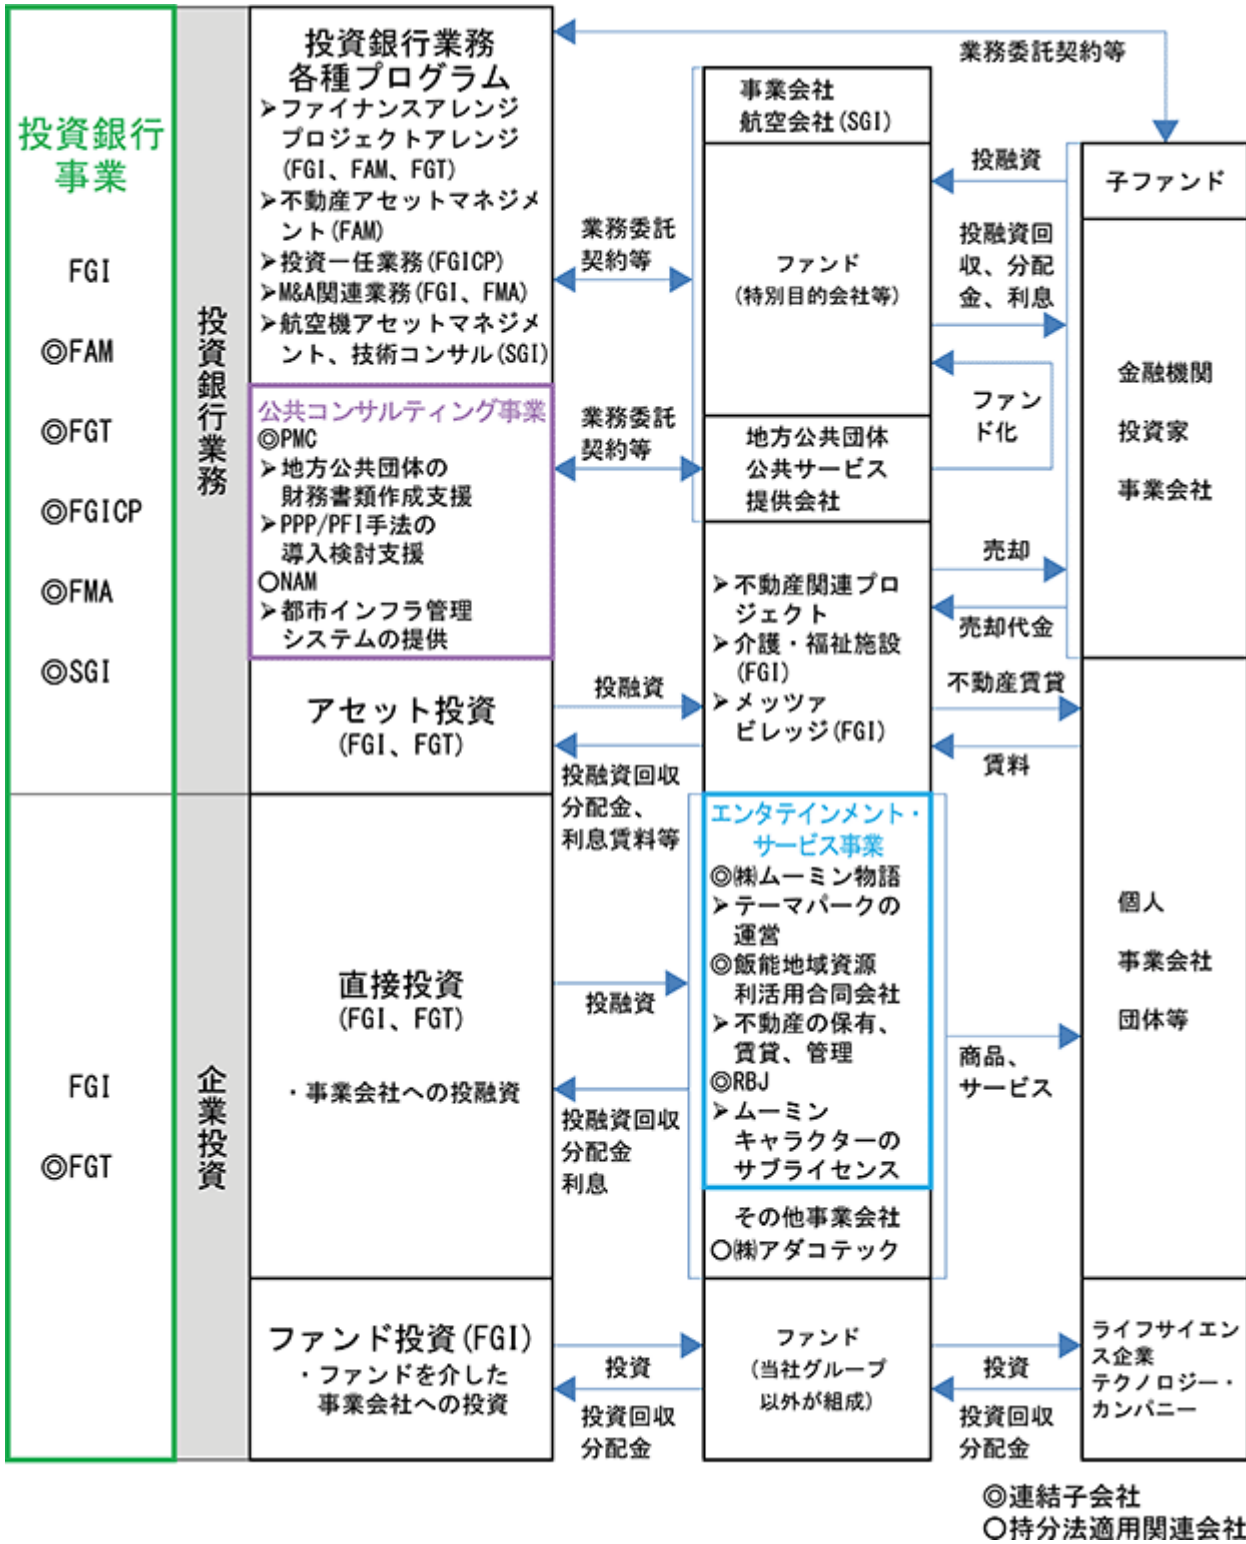 投資銀行
事業
FGI
◎FAM
◎FGT
◎FGICP
◎FMA
◎SGI
FGI
◎FGT
投資銀行業務
企業投資
投資銀行業務
各種プログラム
➢ファイナンスアレンジ
プロジェクトアレンジ
(FGI、FAM、FGT)
➢不動産アセットマネジメ
ント(FAM)
➢投資一任業務(FGICP)
➢M&A関連業務(FGI、FMA)
➢航空機アセットマネジメ
ント、技術コンサル(SGI)
公共コンサルティング事業
◎PMC
➢地方公共団体の
財務書類作成支援
➢PPP/PFI手法の
導入検討支援
○NAM
➢都市インフラ管理
システムの提供
アセット投資
(FGI、FGT)
直接投資
(FGI、FGT)
・事業会社への投融資
ファンド投資(FGI)
・ファンドを介した
事業会社への投資
業務委託
契約等
業務委託
契約等
投融資
投融資回収
分配金、
利息賃料等
投融資
投融資回収
分配金
利息
投資
投資回収
分配金
事業会社
航空会社(SGI)
ファンド
(特別目的会社等)
地方公共団体
公共サービス
提供会社
➢不動産関連プロ
ジェクト
➢介護・福祉施設
(FGI)
➢メッツァ
ビレッジ(FGI)
エンタテインメント・
サービス事業
◎㈱ムーミン物語
➢テーマパークの
運営
◎飯能地域資源
利活用合同会社
➢不動産の保有、
賃貸、管理
◎RBJ
➢ムーミン
キャラクターの
サブライセンス
その他事業会社
○㈱アダコテック
ファンド
(当社グループ
以外が組成)
業務委託契約等
投融資
投融資回
収、分配
金、利息
ファン
ド化
売却
売却代金
不動産賃貸
賃料
商品、
サービス
投資
投資回収
分配金
子ファンド
金融機関
投資家
事業会社
個人
事業会社
団体等
ライフサイエン
ス企業
テクノロジー・
カンパニー
◎連結子会社
○持分法適用関連会社